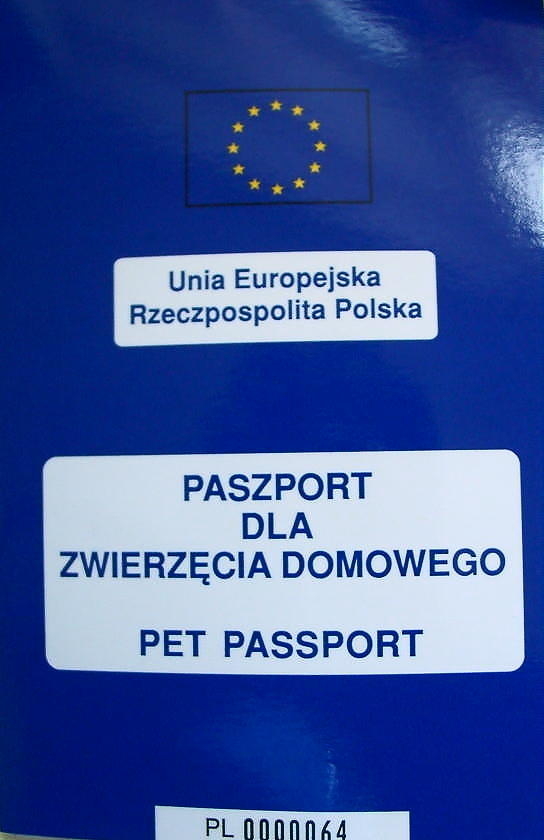 Unia Europejska
Rzeczpospolita Polska
PASZPORT
DLA
ZWIERZĘCIA DOMOWEGO
PET PASSPORT
PL 0000064